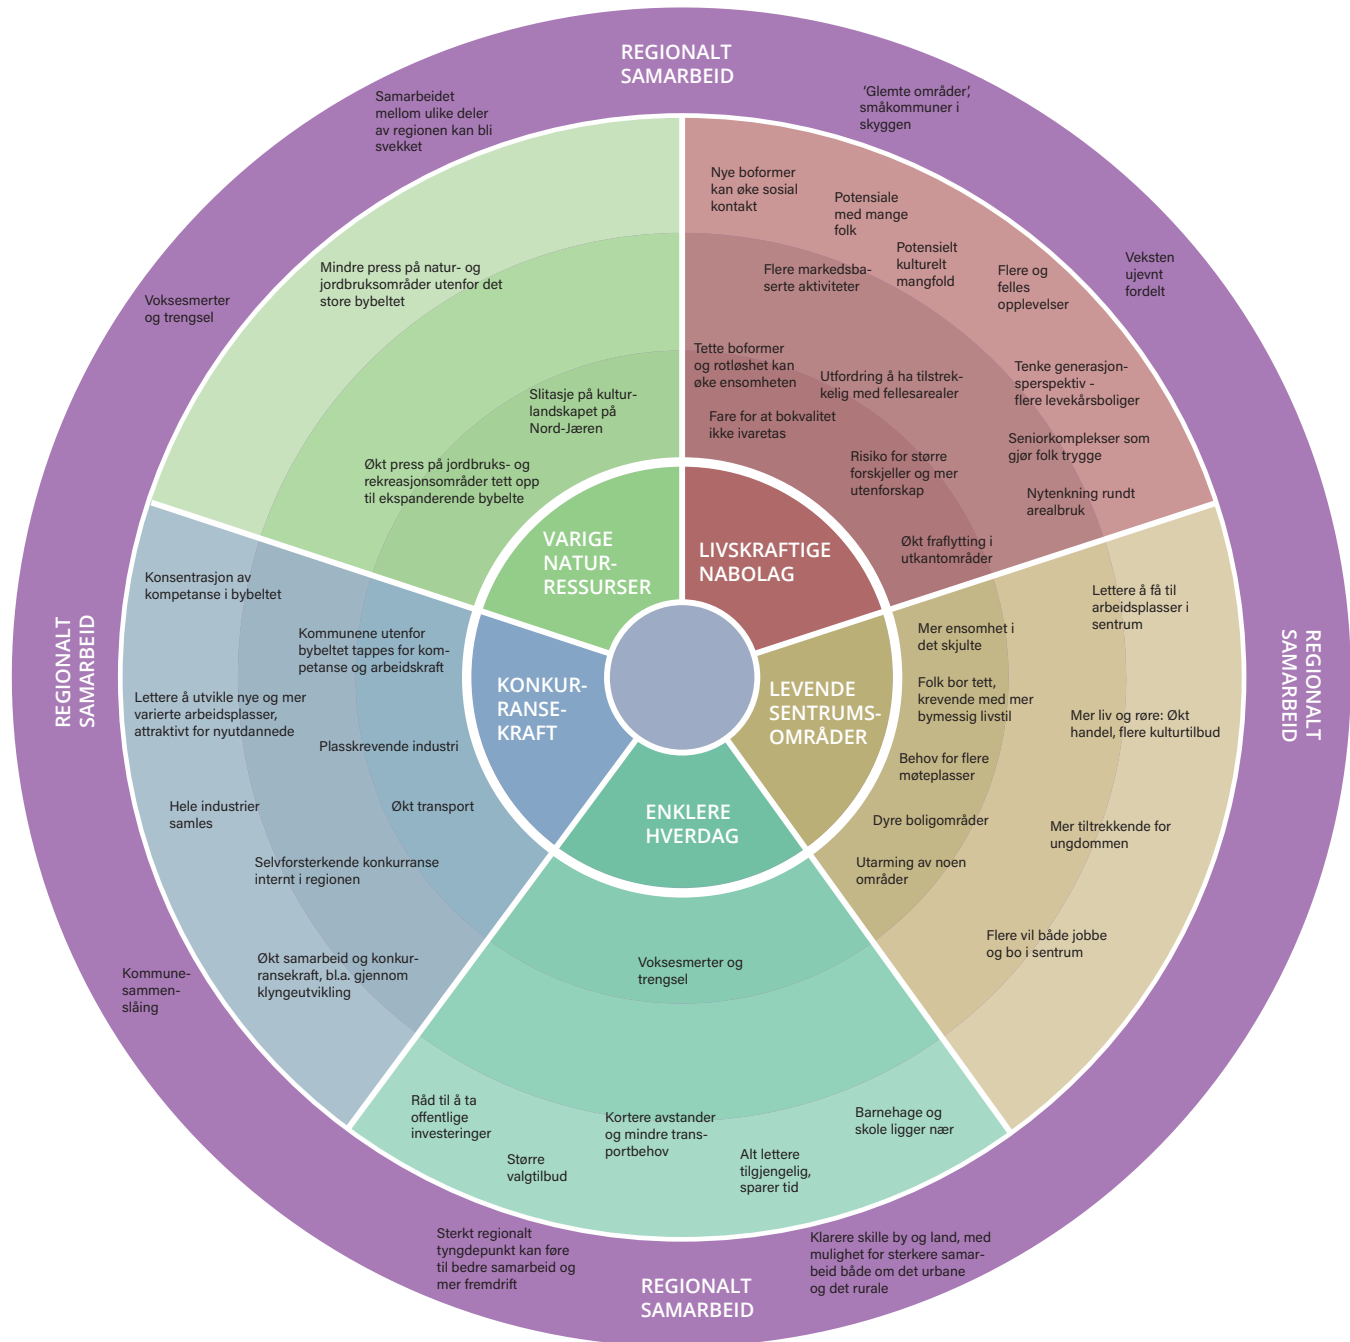 REGIONALT
SAMARBEID
Samarbeidet
mellom ulike deler
av regionen kan bli
svekket
'Glemte områder',
småkommuner i
skyggen
Voksesmerter
og trengsel
Veksten
ujevnt
fordelt
Mindre press på natur- og
jordbruksområder utenfor det
store bybeltet
Slitasje på kultur-
landskapet på
Nord-Jæren
Økt press på jordbruks- og
rekreasjonsområder tett opp
til ekspanderende bybelte
VARIGE
NATUR-
RESSURSER
Nye boformer
kan øke sosial
kontakt
Potensiale
med mange
folk
Potensielt
kulturelt
mangfold
Flere og
felles
opplevelser
Flere markedsba-
serte aktiviteter
Tette boformer
og rotløshet kan
øke ensomheten
Utfordring å ha tilstrek-
kelig med fellesarealer
Tenke generasjon-
sperspektiv -
flere levekårsboliger
Fare for at bokvalitet
ikke ivaretas
Seniorkomplekser som
gjør folk trygge
Risiko for større
forskjeller og mer
utenforskap
Nytenkning rundt
arealbruk
Økt fraflytting i
utkantområder
LIVSKRAFTIGE
NABOLAG
REGIONALT
SAMARBEID
Konsentrasjon av
kompetanse i bybeltet
Kommunene utenfor
bybeltet tappes for kom-
petanse og arbeidskraft
Lettere å utvikle nye og mer
varierte arbeidsplasser,
attraktivt for nyutdannede
Plasskrevende industri
Hele industrier
samles
Økt transport
Selvforsterkende konkurranse
internt i regionen
Økt samarbeid og konkur-
ransekraft, bl.a. gjennom
klyngeutvikling
KONKUR-
RANSE-
KRAFT
LEVENDE
SENTRUMS-
OMRÅDER
Mer ensomhet i
det skjulte
Lettere å få til
arbeidsplasser i
sentrum
Folk bor tett,
krevende med mer
bymessig livstil
Mer liv og røre: Økt
handel, flere kulturtilbud
Behov for flere
møteplasser
Dyre boligområder
Mer tiltrekkende for
ungdommen
Utarming av noen
områder
Flere vil både jobbe
og bo i sentrum
REGIONALT
SAMARBEID
ENKLERE
HVERDAG
Voksesmerter og
trengsel
Råd til å ta
offentlige
investeringer
Større
valgtilbud
Kortere avstander
og mindre trans-
portbehov
Alt lettere
tilgjengelig,
sparer tid
Barnehage og
skole ligger nær
Kommune-
sammen-
slåing
Sterkt regionalt
tyngdepunkt kan føre
til bedre samarbeid og
mer fremdrift
REGIONALT
SAMARBEID
Klarere skille by og land, med
mulighet for sterkere samar-
beid både om det urbane
og det rurale